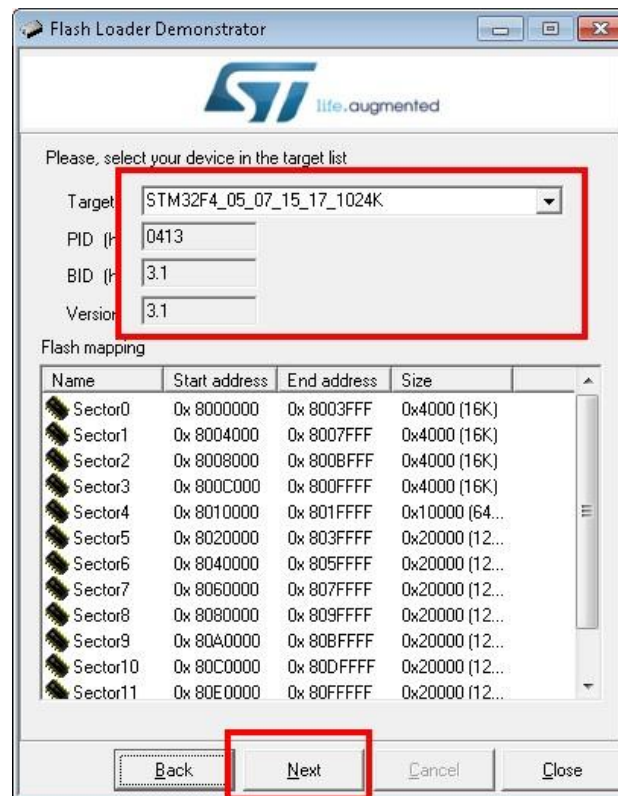 Flash Loader Demonstrator
life.augmented
Please, select your device in the target list
Target STM32F4_05_07_15_17_1024K
PID (h 0413
BID (h 3.1
Version 3.1
Flash mapping
Name Start address End address Size
Sector0 0x 8000000 0x 8003FFF 0x4000 (16K)
Sector1 0x 8004000 0x 8007FFF 0x4000 (16K)
Sector2 0x 8008000 0x 800BFFF 0x4000 (16K)
Sector3 0x 800C000 0x 800FFFF 0x4000 (16K)
Sector4 0x 8010000 0x 801FFFF 0x10000 (64...
Sector5 0x 8020000 0x 803FFFF 0x20000 (12...
Sector6 0x 8040000 0x 805FFFF 0x20000 (12...
Sector7 0x 8060000 0x 807FFFF 0x20000 (12...
Sector8 0x 8080000 0x 809FFFF 0x20000 (12...
Sector9 0x 80A0000 0x 80BFFFF 0x20000 (12...
Sector10 0x 80C0000 0x 80DFFFF 0x20000 (12...
Sector11 0x 80E0000 0x 80FFFFF 0x20000 (12...
Back Next Cancel Close